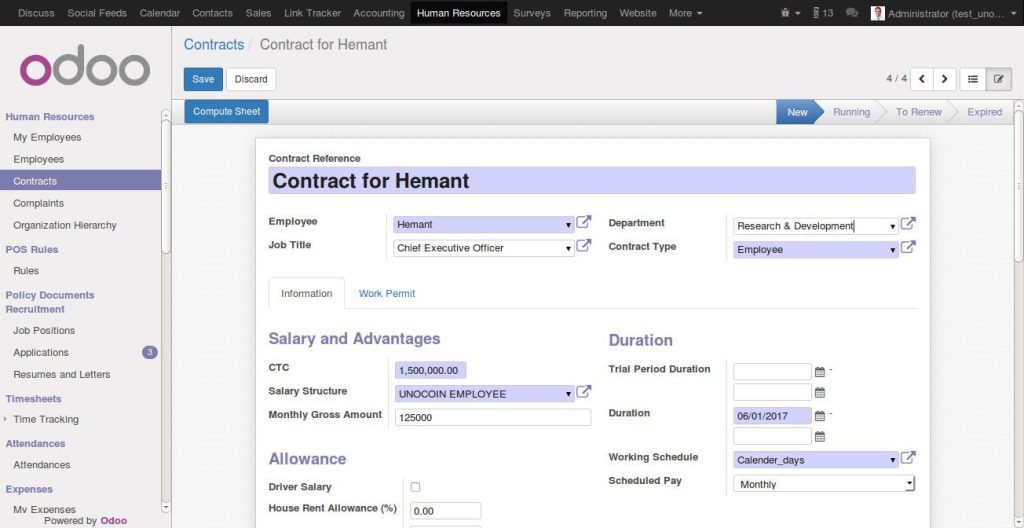 Discuss Social Feeds Calendar Contacts Sales Link Tracker Accounting Human Resources Surveys Reporting Website More 13 Administrator (test_uno...
odoo
Contracts / Contract for Hemant
Save Discard
4 / 4
Compute Sheet
New Running To Renew Expired
Human Resources
My Employees
Employees
Contracts
Complaints
Organization Hierarchy
POS Rules
Rules
Policy Documents
Recruitment
Job Positions
Applications 3
Resumes and Letters
Timesheets
Time Tracking
Attendances
Attendances
Expenses
My Expenses
Powered by Odoo
Contract Reference
Contract for Hemant
Employee Hemant
Job Title Chief Executive Officer
Department Research & Development
Contract Type Employee
Information Work Permit
Salary and Advantages
CTC 1,500,000.00
Salary Structure UNOCOIN EMPLOYEE
Monthly Gross Amount 125000
Allowance
Driver Salary
House Rent Allowance (%) 0.00
Duration
Trial Period Duration -
Duration 06/01/2017 -
Working Schedule Calender_days
Scheduled Pay Monthly